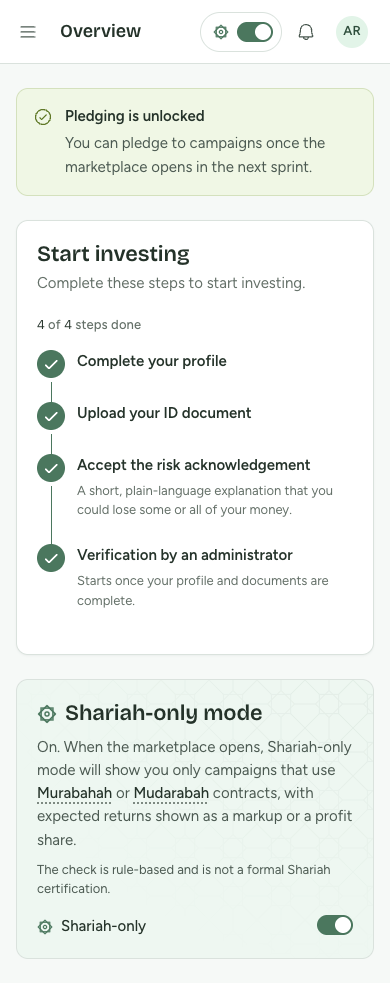 Overview
AR
Pledging is unlocked
You can pledge to campaigns once the
marketplace opens in the next sprint.
Start investing
Complete these steps to start investing.
4 of 4 steps done
Complete your profile
Upload your ID document
Accept the risk acknowledgement
A short, plain-language explanation that you
could lose some or all of your money.
Verification by an administrator
Starts once your profile and documents are
complete.
Shariah-only mode
On. When the marketplace opens, Shariah-only
mode will show you only campaigns that use
Murabahah or Mudarabah contracts, with
expected returns shown as a markup or a profit
share.
The check is rule-based and is not a formal Shariah
certification.
Shariah-only